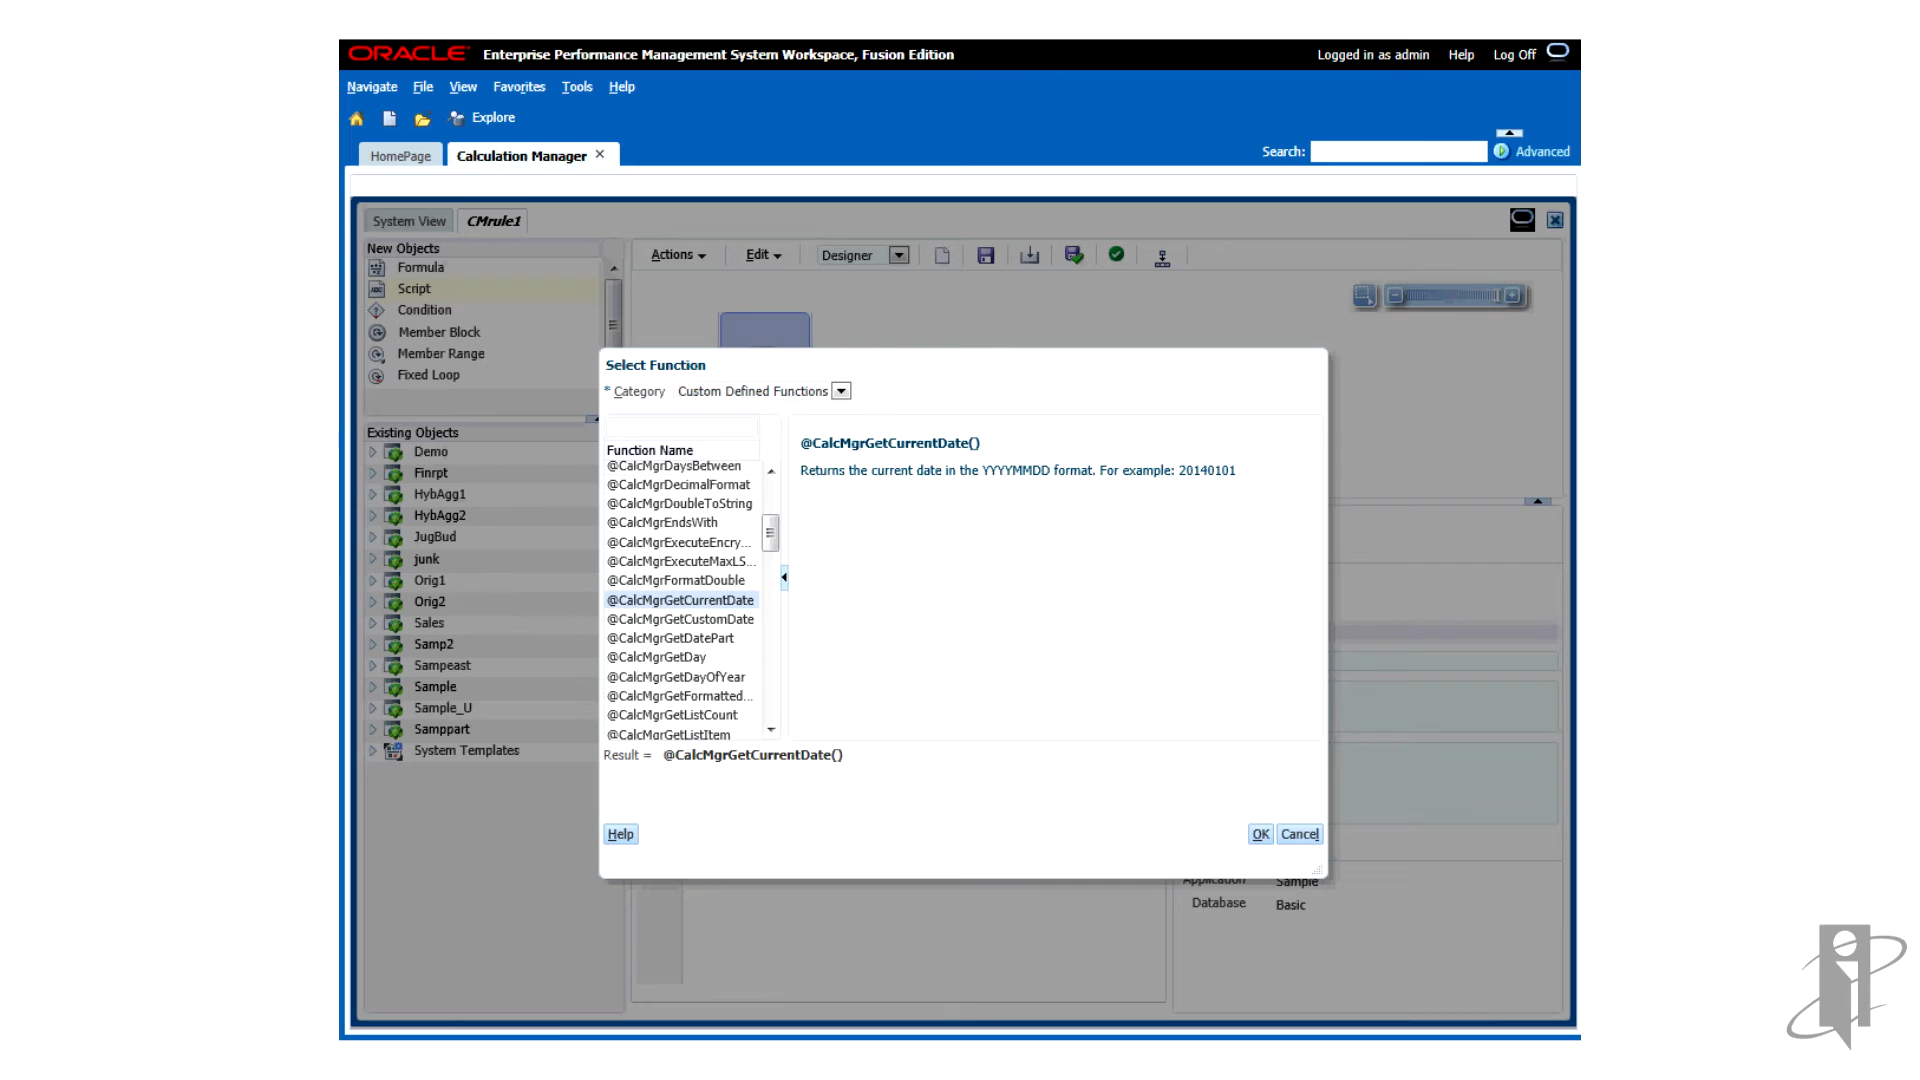 ORACLE Enterprise Performance Management System Workspace, Fusion Edition
Logged in as admin Help Log Off
Navigate File View Favorites Tools Help
Explore
HomePage Calculation Manager
Search: Advanced
System View CMrule1
New Objects
Formula
Script
Condition
Member Block
Member Range
Fixed Loop
Existing Objects
Demo
Finrpt
HybAgg1
HybAgg2
JugBud
junk
Orig1
Orig2
Sales
Samp2
Sampeast
Sample
Sample_U
Samppart
System Templates
Actions Edit Designer
Select Function
* Category Custom Defined Functions
Function Name
@CalcMgrDaysBetween
@CalcMgrDecimalFormat
@CalcMgrDoubleToString
@CalcMgrEndsWith
@CalcMgrExecuteEncry...
@CalcMgrExecuteMaxLS...
@CalcMgrFormatDouble
@CalcMgrGetCurrentDate
@CalcMgrGetCustomDate
@CalcMgrGetDatePart
@CalcMgrGetDay
@CalcMgrGetDayOfYear
@CalcMgrGetFormatted...
@CalcMgrGetListCount
@CalcMgrGetListItem
@CalcMgrGetCurrentDate()
Returns the current date in the YYYYMMDD format. For example: 20140101
Result = @CalcMgrGetCurrentDate()
Help OK Cancel
Application Sample
Database Basic